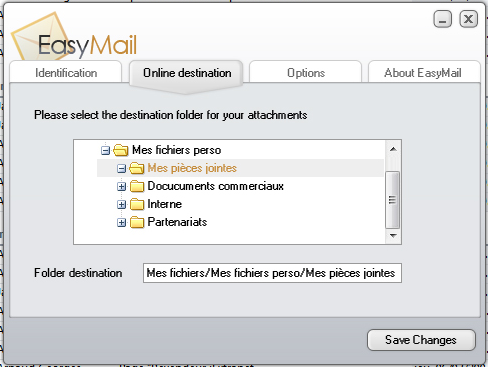 EasyMail
Identification
Online destination
Options
About EasyMail
Please select the destination folder for your attachments
Mes fichiers perso
Mes pièces jointes
Docucuments commerciaux
Interne
Partenariats
Folder destination
Mes fichiers/Mes fichiers perso/Mes pièces jointes
Save Changes